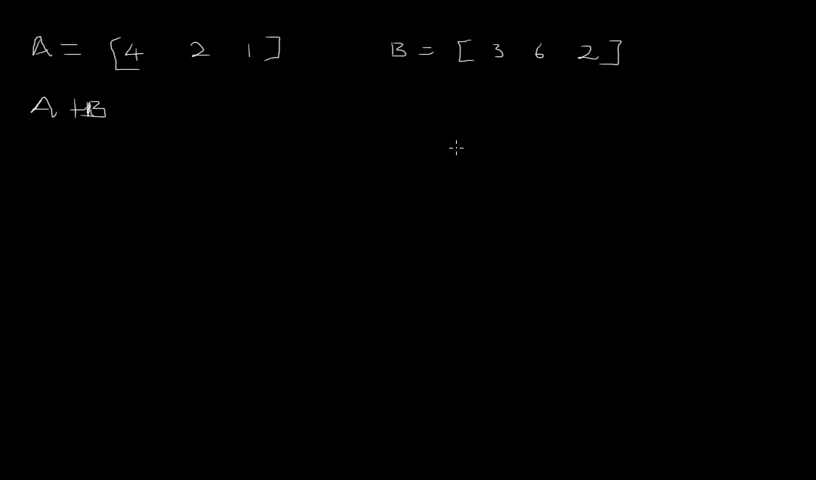 A = [4 2 1] B = [3 6 2]
A + B